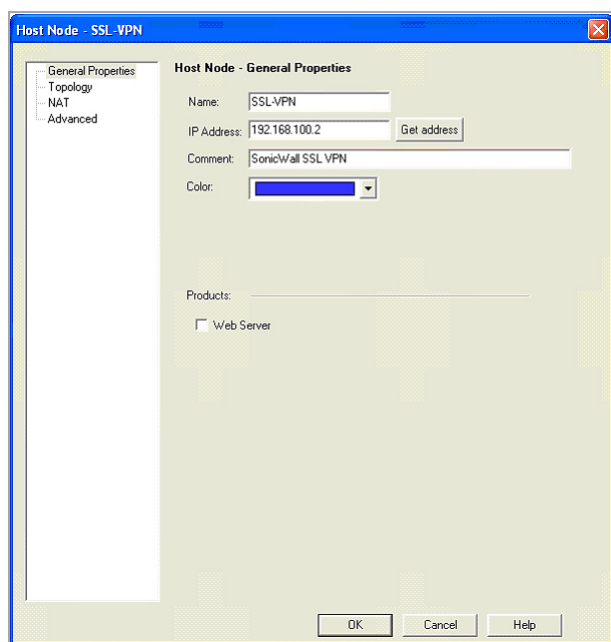 Host Node - SSL-VPN
General Properties
Topology
NAT
Advanced
Host Node - General Properties
Name: SSL-VPN
IP Address: 192.168.100.2 Get address
Comment: SonicWall SSL VPN
Color:
Products:
Web Server
OK Cancel Help